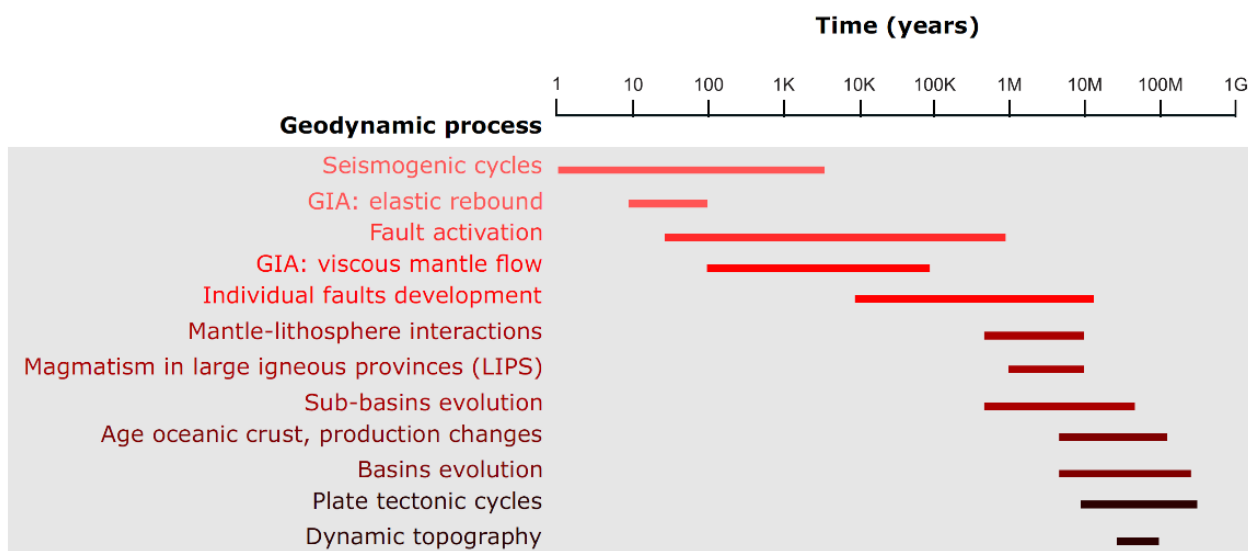 Time (years)
1 10 100 1K 10K 100K 1M 10M 100M 1G
Geodynamic process
Seismogenic cycles
GIA: elastic rebound
Fault activation
GIA: viscous mantle flow
Individual faults development
Mantle-lithosphere interactions
Magmatism in large igneous provinces (LIPS)
Sub-basins evolution
Age oceanic crust, production changes
Basins evolution
Plate tectonic cycles
Dynamic topography